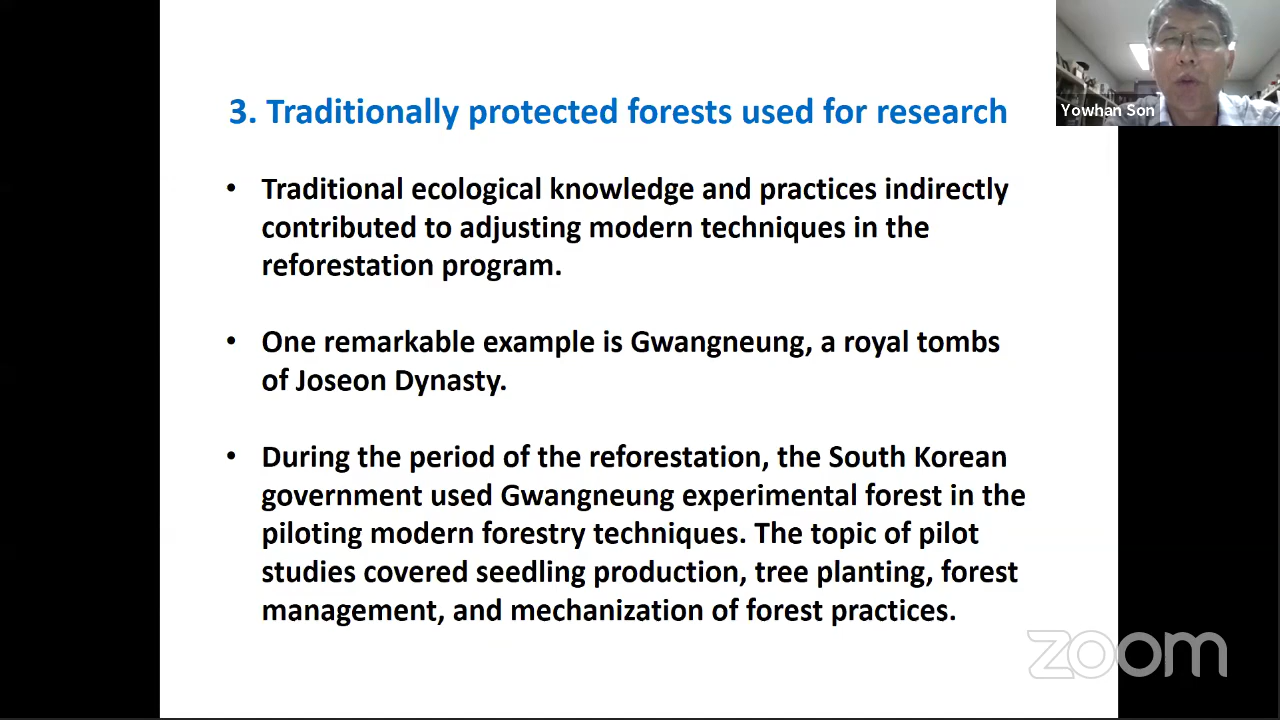 3. Traditionally protected forests used for research
Yowhan Son
• Traditional ecological knowledge and practices indirectly
contributed to adjusting modern techniques in the
reforestation program.
• One remarkable example is Gwangneung, a royal tombs
of Joseon Dynasty.
• During the period of the reforestation, the South Korean
government used Gwangneung experimental forest in the
piloting modern forestry techniques. The topic of pilot
studies covered seedling production, tree planting, forest
management, and mechanization of forest practices.
zoom